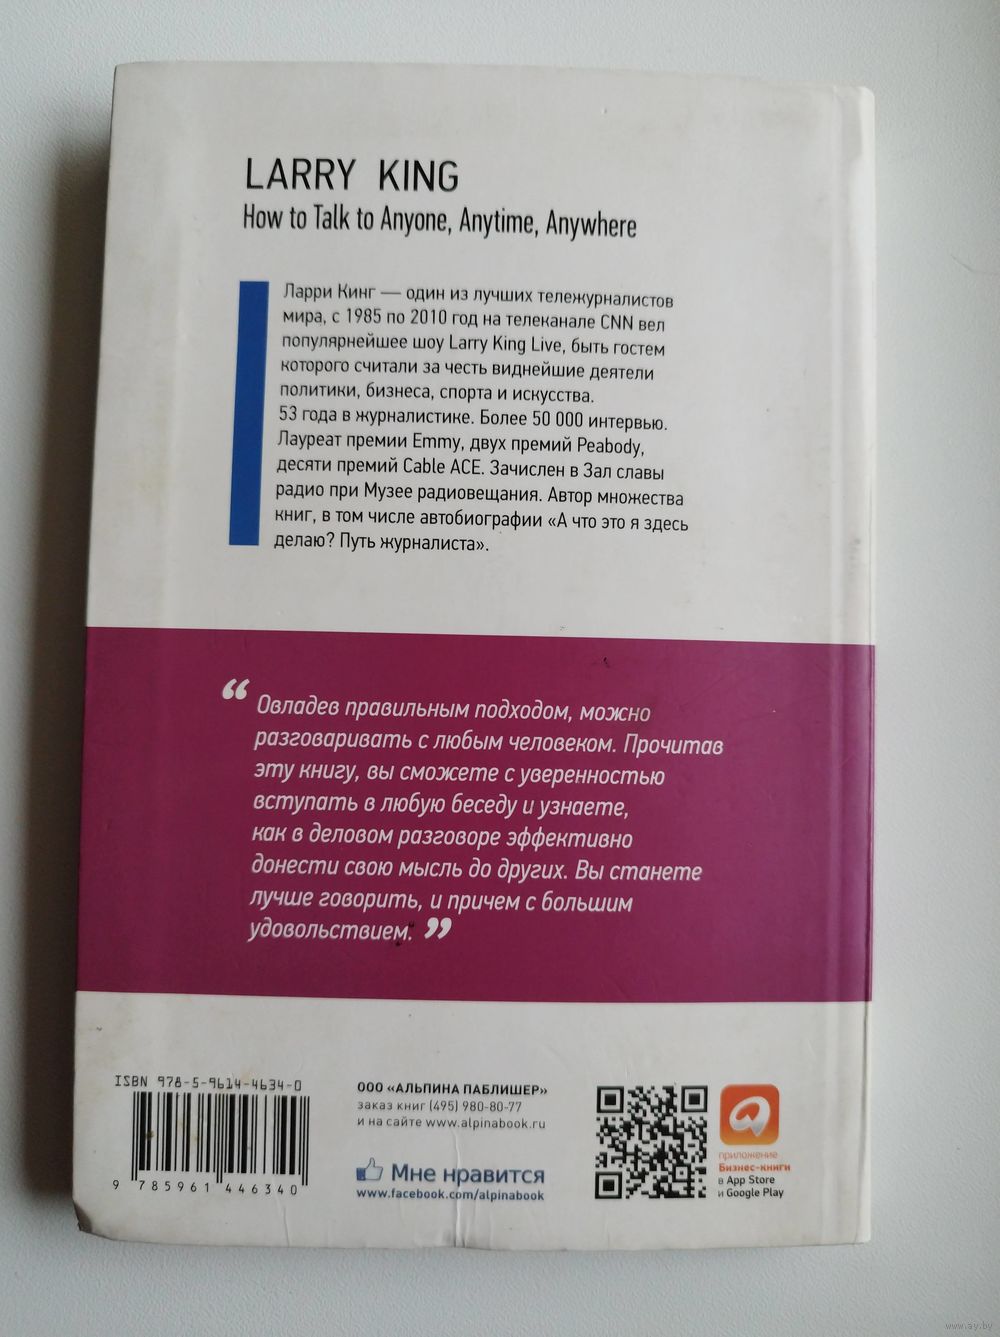 LARRY KING
How to Talk to Anyone, Anytime, Anywhere
Ларри Кинг — один из лучших тележурналистов
мира, с 1985 по 2010 год на телеканале CNN вел
популярнейшее шоу Larry King Live, быть гостем
которого считали за честь виднейшие деятели
политики, бизнеса, спорта и искусства.
53 года в журналистике. Более 50 000 интервью.
Лауреат премии Emmy, двух премий Peabody,
десяти премий Cable ACE. Зачислен в Зал славы
радио при Музее радиовещания. Автор множества
книг, в том числе автобиографии «А что это я здесь
делаю? Путь журналиста».
“ Овладев правильным подходом, можно
разговаривать с любым человеком. Прочитав
эту книгу, вы сможете с уверенностью
вступать в любую беседу и узнаете,
как в деловом разговоре эффективно
донести свою мысль до других. Вы станете
лучше говорить, и причем с большим
удовольствием. ”
ISBN 978-5-9614-4634-0
9 785961 446340
ООО «АЛЬПИНА ПАБЛИШЕР»
заказ книг (495) 980-80-77
и на сайте www.alpinabook.ru
Мне нравится
www.facebook.com/alpinabook
приложение
Бизнес-книги
в App Store
и Google Play
www.ay.by